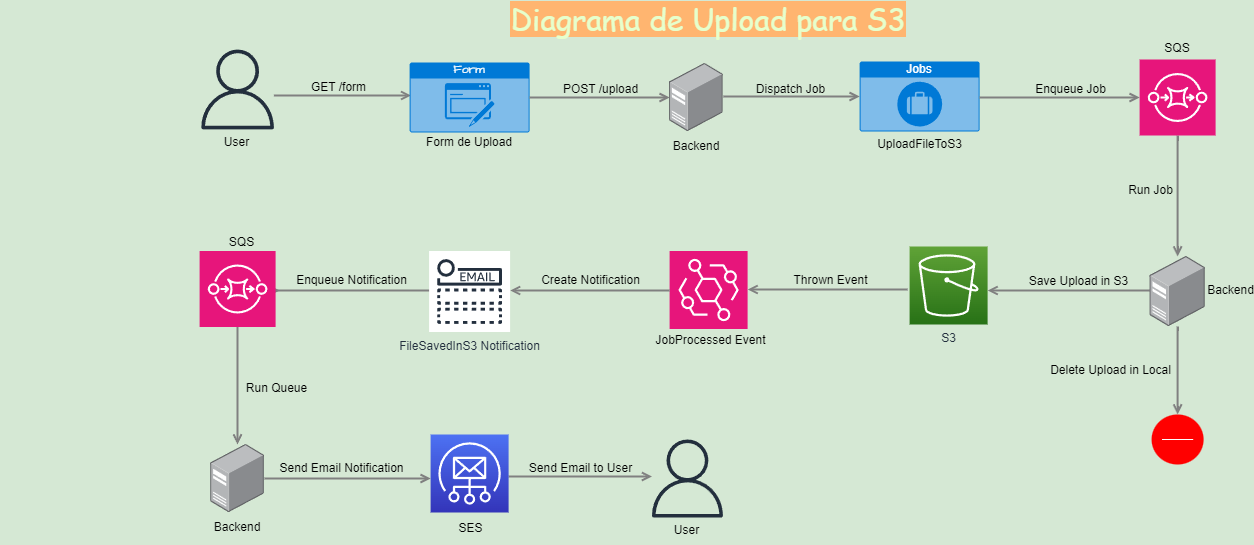 Diagrama de Upload para S3
SQS
Form
Jobs
GET /form
POST /upload
Dispatch Job
Enqueue Job
User
Form de Upload
Backend
UploadFileToS3
Run Job
SQS
EMAIL
Enqueue Notification
Create Notification
Thrown Event
Save Upload in S3
Backend
FileSavedInS3 Notification
JobProcessed Event
S3
Delete Upload in Local
Run Queue
Send Email Notification
Send Email to User
Backend
SES
User